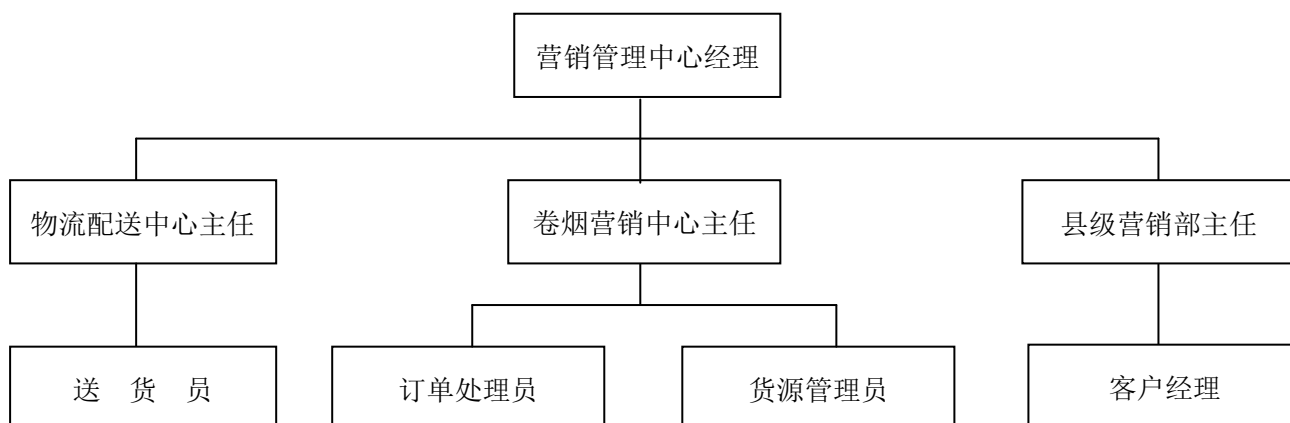 营销管理中心经理
物流配送中心主任
卷烟营销中心主任
县级营销部主任
送 货 员
订单处理员
货源管理员
客户经理